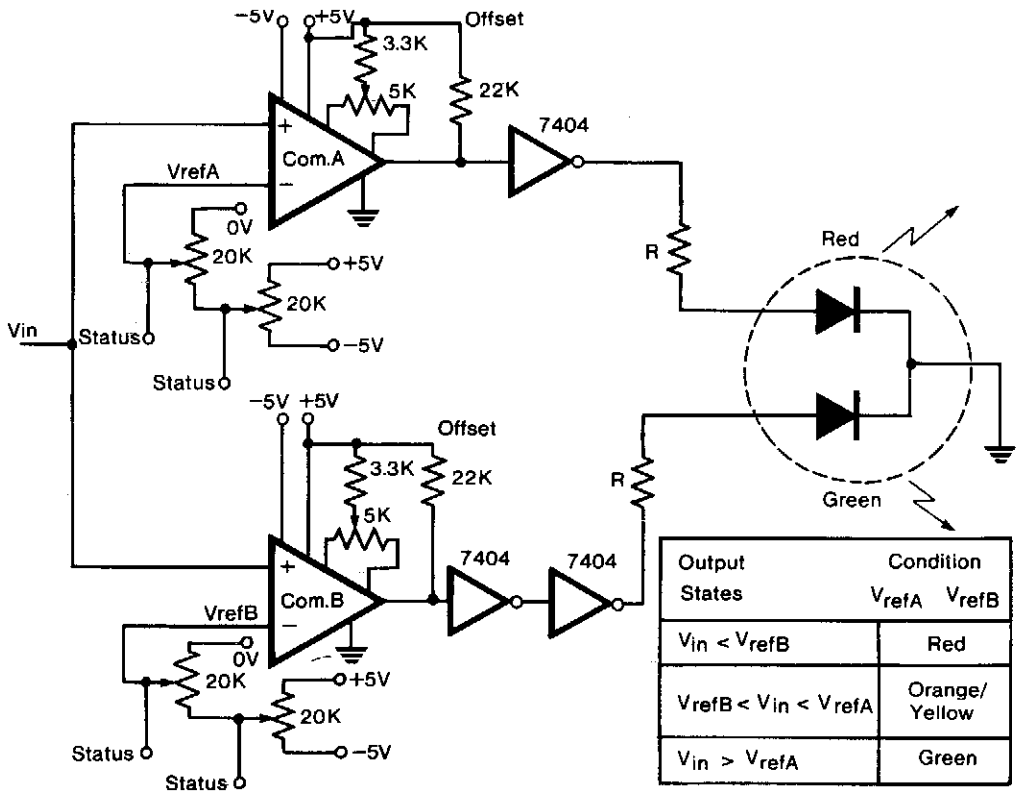 −5V +5V Offset
3.3K
5K 22K
7404
+
Com.A
VrefA −
0V
20K
+5V
20K
R
Red
Vin
Status
−5V
Status
−5V +5V
Offset
3.3K 22K
R
5K
Green
7404 7404
+
Com.B
VrefB −
0V
20K
+5V
20K
Status
−5V
Status
Output Condition
States VrefA VrefB
Vin < VrefB Red
VrefB < Vin < VrefA Orange/
Yellow
Vin > VrefA Green